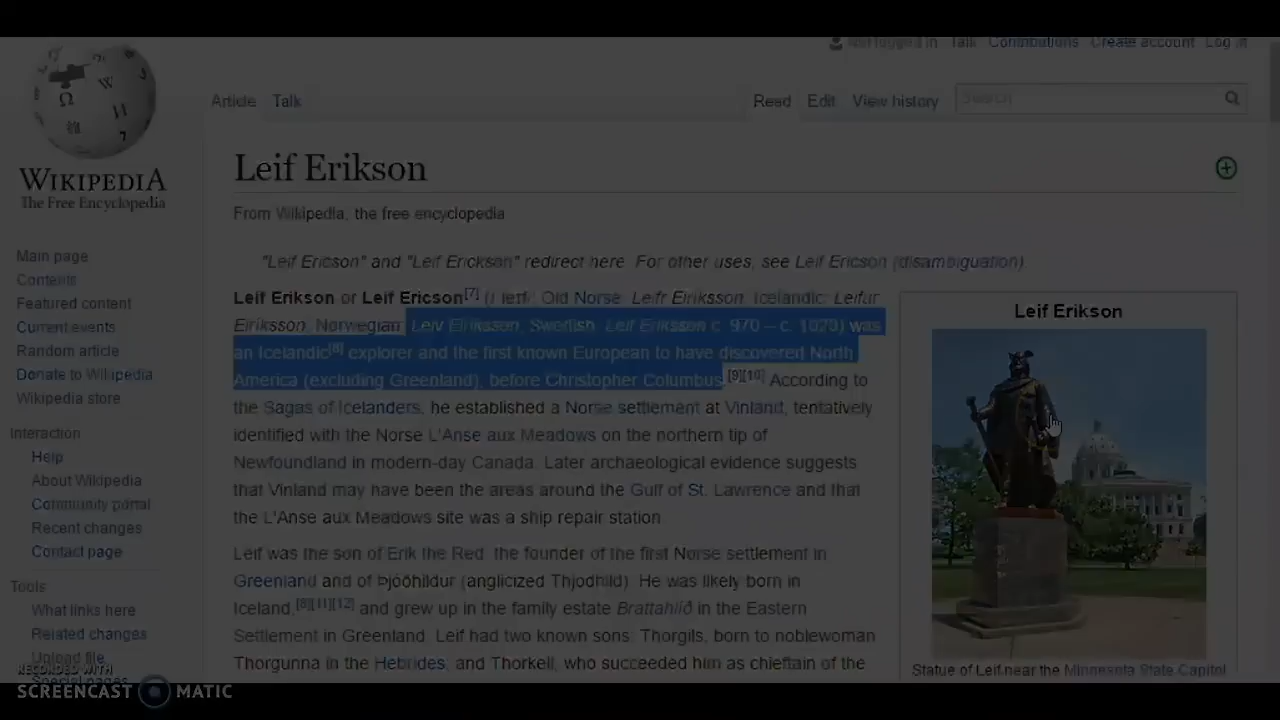 Not logged in Talk Contributions Create account Log in
Article Talk Read Edit View history Search
WIKIPEDIA
The Free Encyclopedia
Main page
Contents
Featured content
Current events
Random article
Donate to Wikipedia
Wikipedia store
Interaction
Help
About Wikipedia
Community portal
Recent changes
Contact page
Tools
What links here
Related changes
Upload file
Special pages
Leif Erikson
From Wikipedia, the free encyclopedia
"Leif Ericson" and "Leif Erickson" redirect here. For other uses, see Leif Ericson (disambiguation).
Leif Erikson or Leif Ericson[7] Old Norse: Leifr Eiríksson, Icelandic: Leifur
Eiríksson, Norwegian: Leiv Eiriksson, Swedish: Leif Eriksson c. 970 – c. 1020) was
an Icelandic[8] explorer and the first known European to have discovered North
America (excluding Greenland), before Christopher Columbus.[9][10] According to
the Sagas of Icelanders, he established a Norse settlement at Vinland, tentatively
identified with the Norse L'Anse aux Meadows on the northern tip of
Newfoundland in modern-day Canada. Later archaeological evidence suggests
that Vinland may have been the areas around the Gulf of St. Lawrence and that
the L'Anse aux Meadows site was a ship repair station.
Leif was the son of Erik the Red, the founder of the first Norse settlement in
Greenland and of Þjóðhildur (anglicized Thjodhild). He was likely born in
Iceland,[8][11][12] and grew up in the family estate Brattahlíð in the Eastern
Settlement in Greenland. Leif had two known sons: Thorgils, born to noblewoman
Thorgunna in the Hebrides, and Thorkell, who succeeded him as chieftain of the
Leif Erikson
Statue of Leif near the Minnesota State Capitol
RECORDED WITH
SCREENCAST MATIC